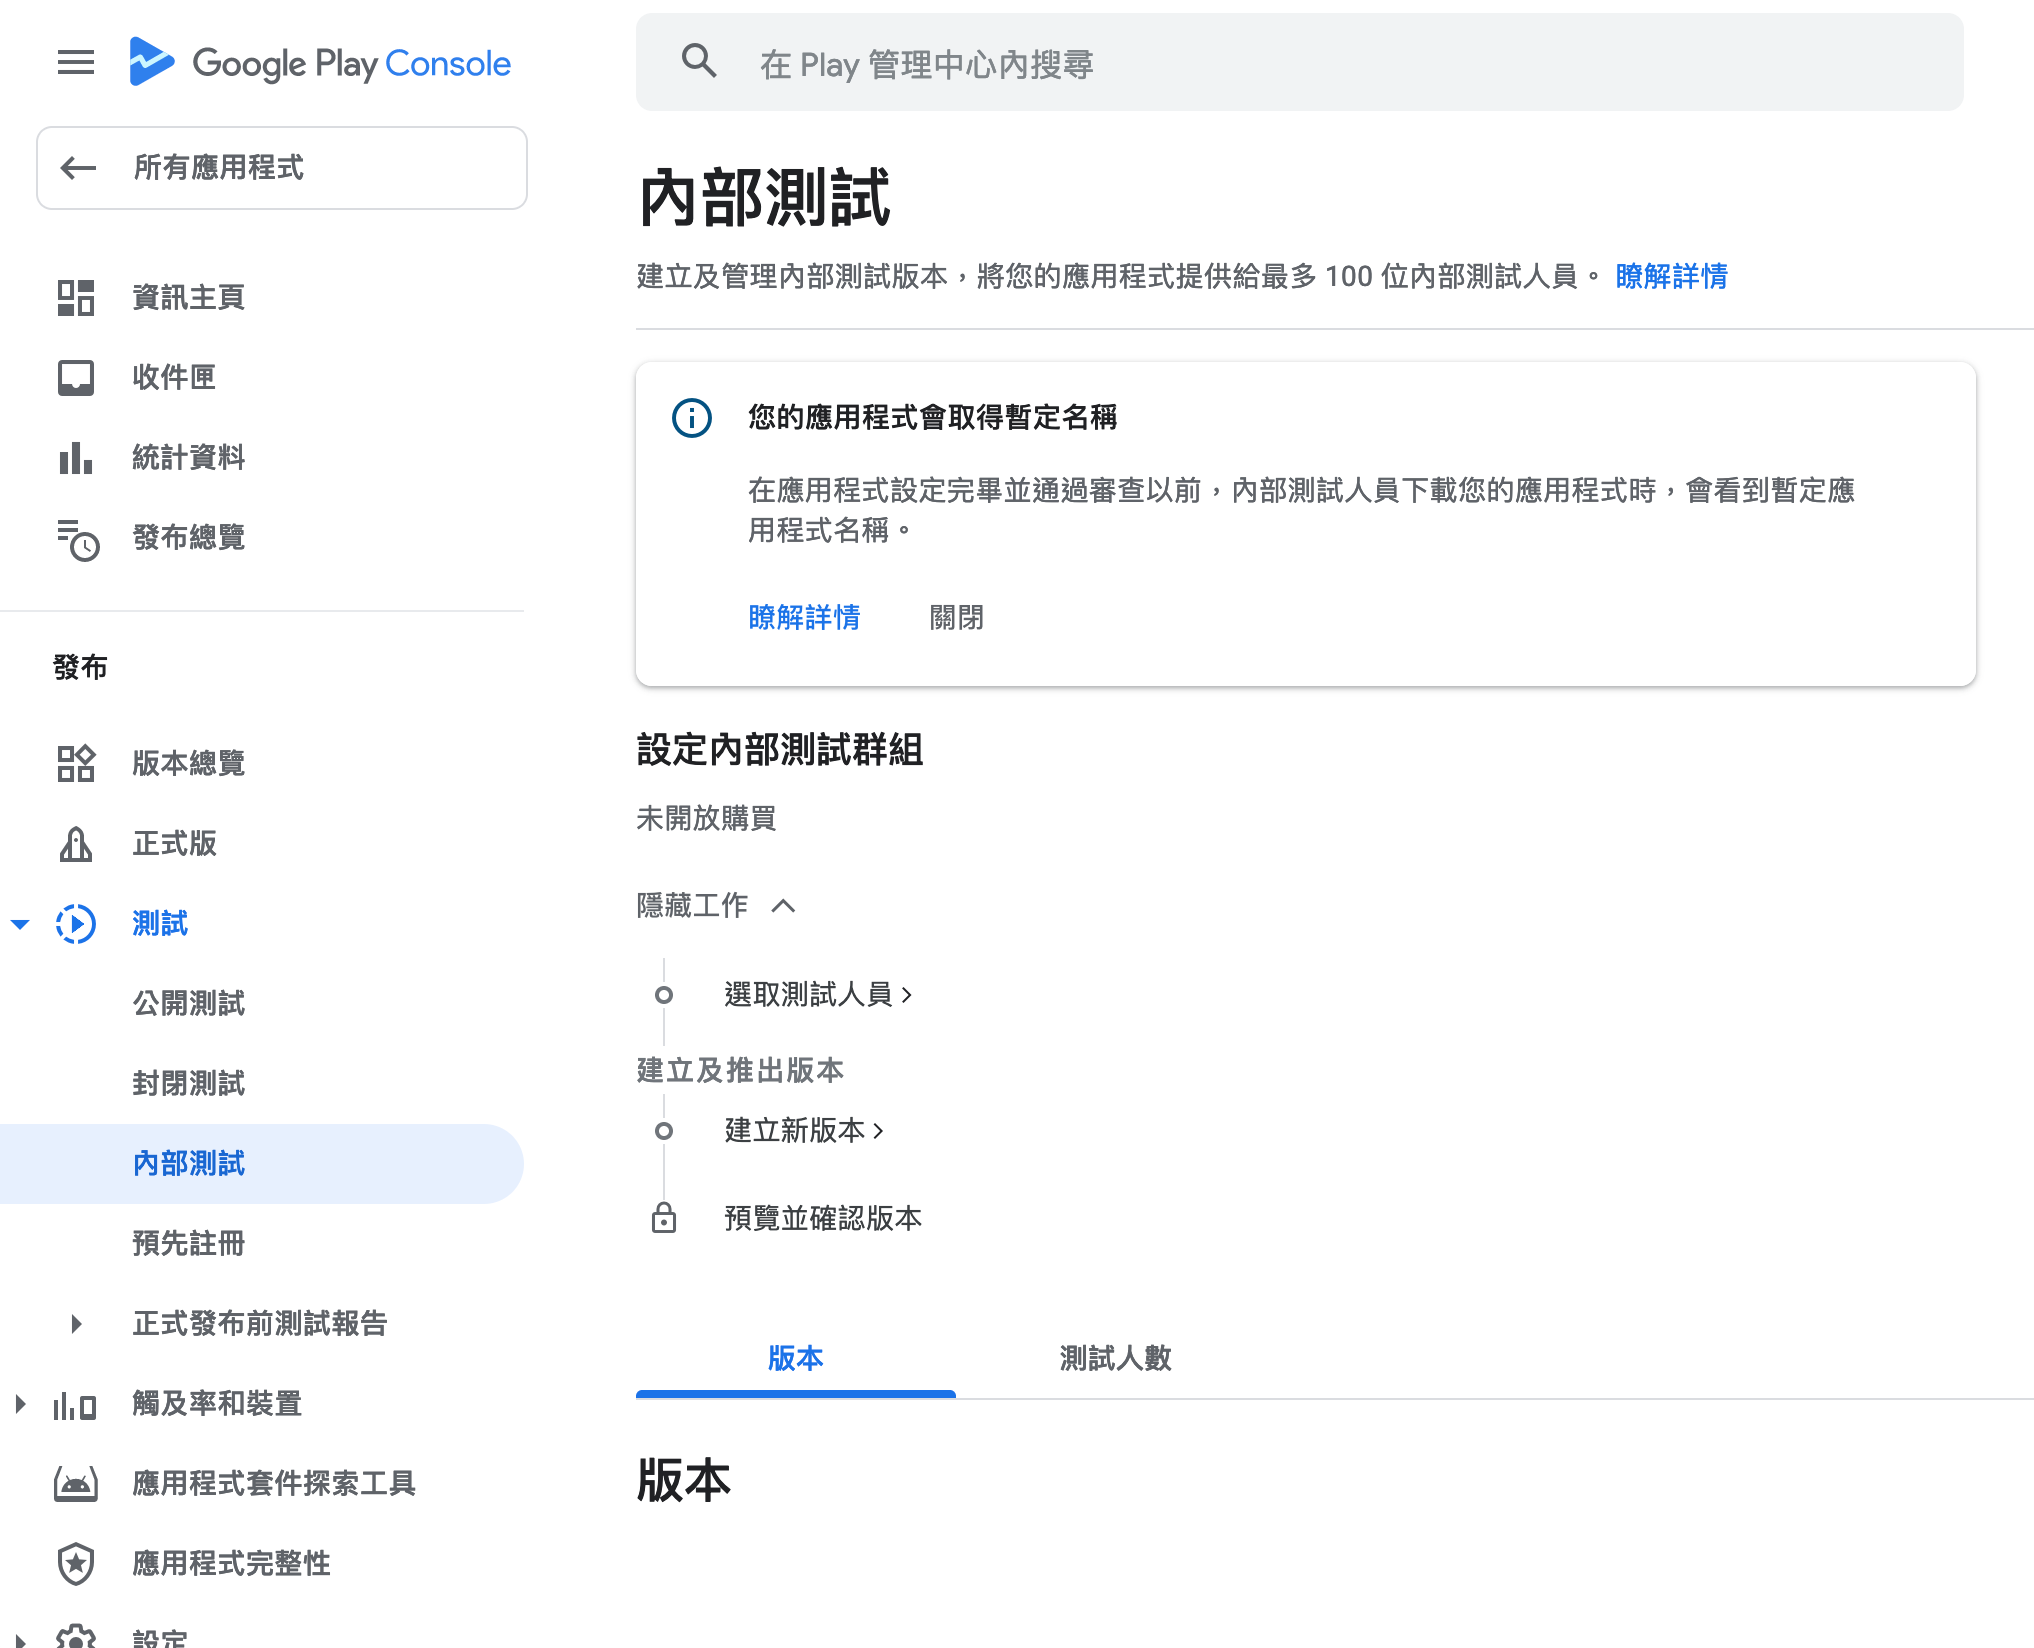 Google Play Console
在 Play 管理中心內搜尋
所有應用程式
資訊主頁
收件匣
統計資料
發布總覽
發布
版本總覽
正式版
測試
公開測試
封閉測試
內部測試
預先註冊
正式發布前測試報告
觸及率和裝置
應用程式套件探索工具
應用程式完整性
設定
內部測試
建立及管理內部測試版本，將您的應用程式提供給最多 100 位內部測試人員。 瞭解詳情
您的應用程式會取得暫定名稱
在應用程式設定完畢並通過審查以前，內部測試人員下載您的應用程式時，會看到暫定應
用程式名稱。
瞭解詳情 關閉
設定內部測試群組
未開放購買
隱藏工作
選取測試人員
建立及推出版本
建立新版本
預覽並確認版本
版本 測試人數
版本